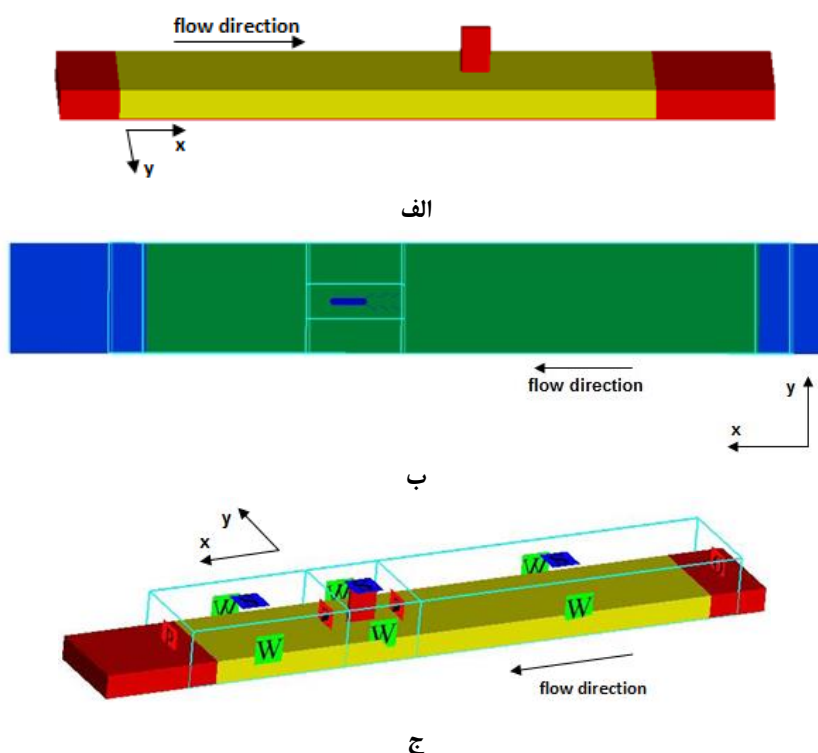 flow direction
x
y
الف
flow direction
y
x
ب
y
x
W
W
W
W
W
W
flow direction
ج